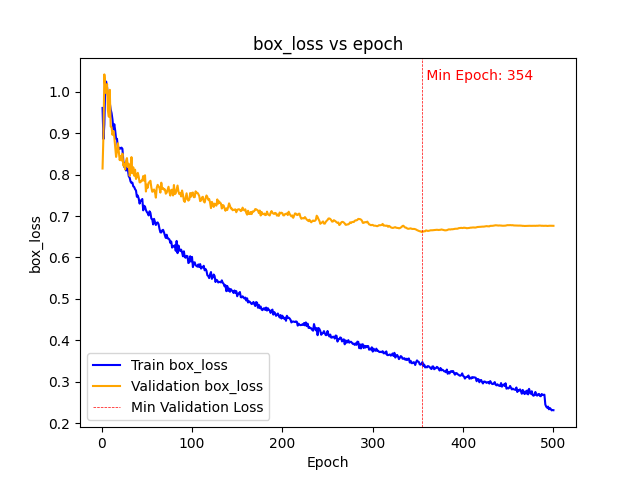 box_loss vs epoch
Min Epoch: 354
1.0
0.9
0.8
0.7
0.6
0.5
0.4
0.3
0.2
box_loss
Train box_loss
Validation box_loss
Min Validation Loss
0 100 200 300 400 500
Epoch